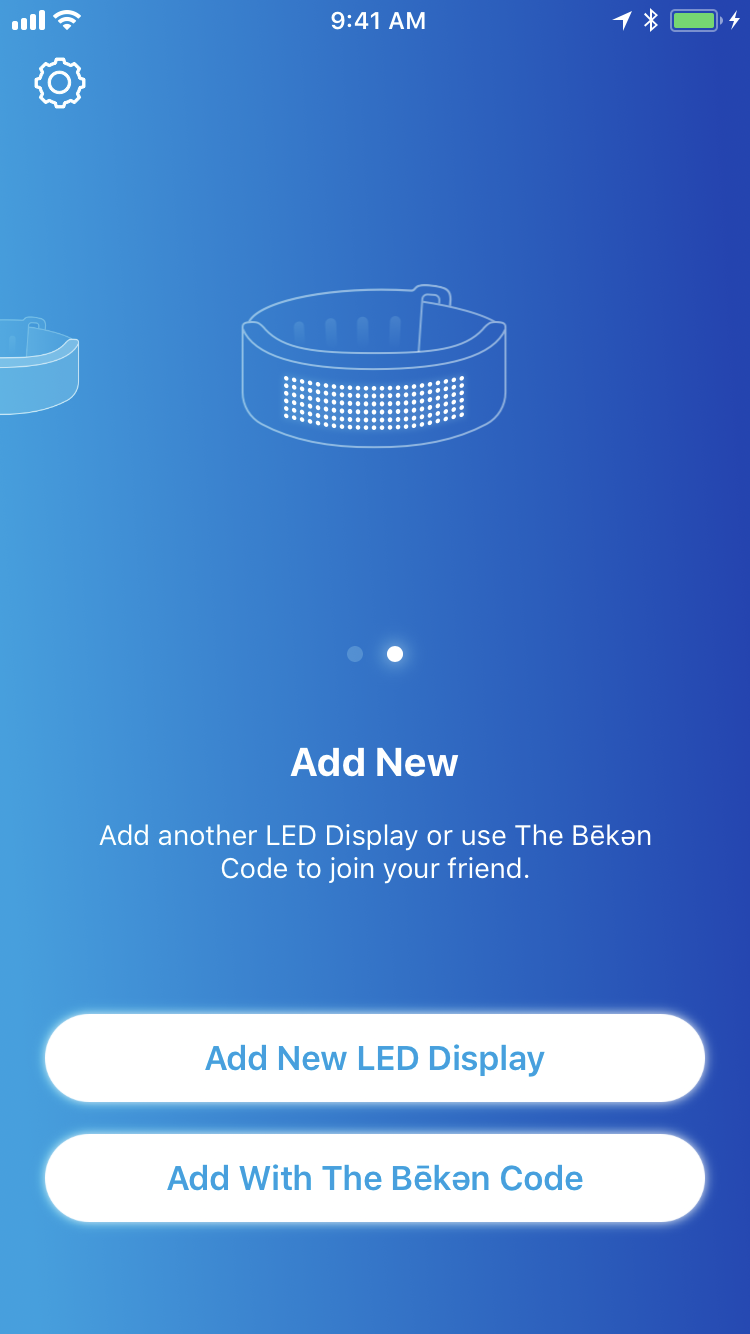 9:41 AM
Add New
Add another LED Display or use The Bēkən
Code to join your friend.
Add New LED Display
Add With The Bēkən Code